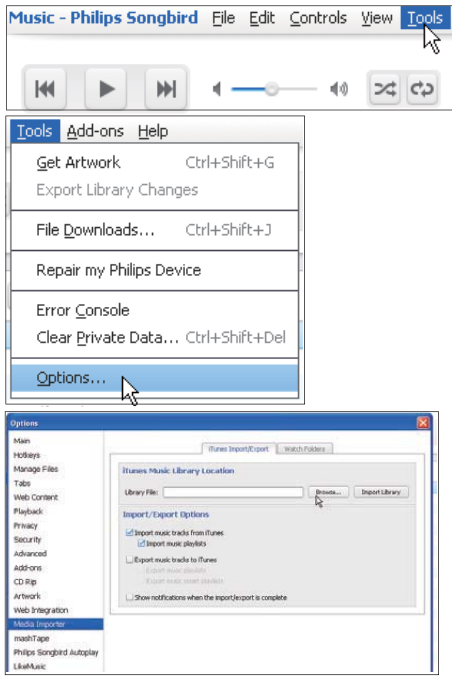 Music - Philips Songbird File Edit Controls View Tools
Tools Add-ons Help
Get Artwork Ctrl+Shift+G
Export Library Changes
File Downloads... Ctrl+Shift+J
Repair my Philips Device
Error Console
Clear Private Data... Ctrl+Shift+Del
Options...
Options
Main
Hotkeys
Manage Files
Tabs
Web Content
Playback
Privacy
Security
Advanced
Add-ons
CD Rip
Artwork
Web Integration
Media Importer
mashTape
Philips Songbird Autoplay
LikeMusic
iTunes Import/Export Watch Folders
iTunes Music Library Location
Library File: Browse... Import Library
Import/Export Options
Import music tracks from iTunes
Import music playlists
Export music tracks to iTunes
Export music playlists
Export music smart playlists
Show notifications when the import/export is complete